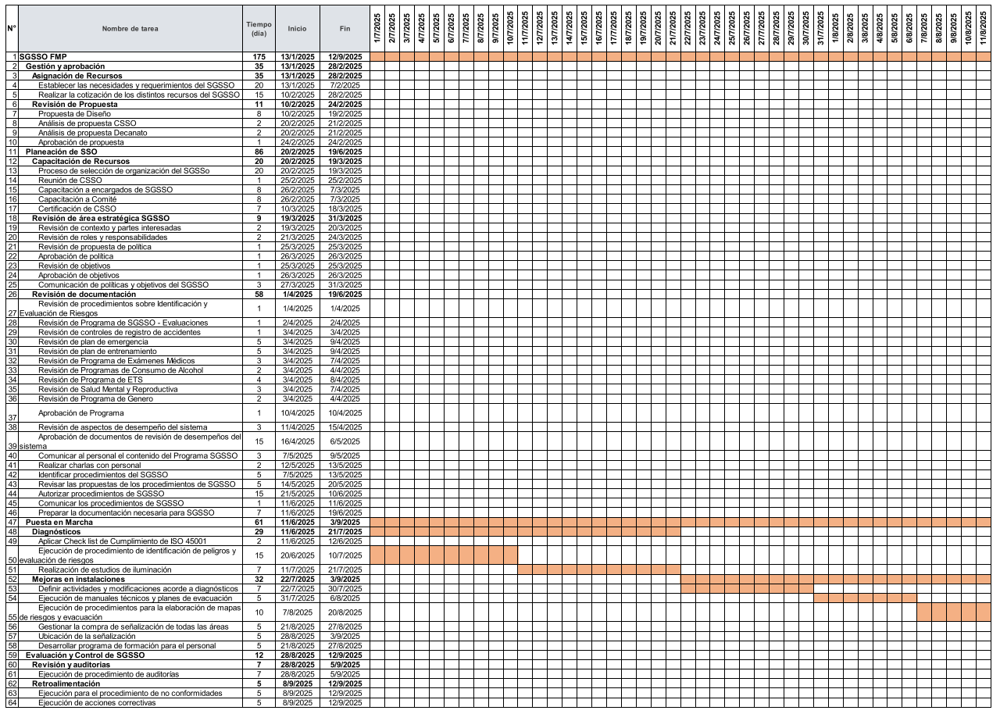 N° Nombre de tarea Tiempo (día) Inicio Fin 1/7/2025 2/7/2025 3/7/2025 4/7/2025 5/7/2025 6/7/2025 7/7/2025 8/7/2025 9/7/2025 10/7/2025 11/7/2025 12/7/2025 13/7/2025 14/7/2025 15/7/2025 16/7/2025 17/7/2025 18/7/2025 19/7/2025 20/7/2025 21/7/2025 22/7/2025 23/7/2025 24/7/2025 25/7/2025 26/7/2025 27/7/2025 28/7/2025 29/7/2025 30/7/2025 31/7/2025 1/8/2025 2/8/2025 3/8/2025 4/8/2025 5/8/2025 6/8/2025 7/8/2025 8/8/2025 9/8/2025 10/8/2025 11/8/2025
1 SGSSO FMP 175 13/1/2025 12/9/2025
2 Gestión y aprobación 35 13/1/2025 28/2/2025
3 Asignación de Recursos 35 13/1/2025 28/2/2025
4 Establecer las necesidades y requerimientos del SGSSO 20 13/1/2025 7/2/2025
5 Realizar la cotización de los distintos recursos del SGSSO 15 10/2/2025 28/2/2025
6 Revisión de Propuesta 11 10/2/2025 24/2/2025
7 Propuesta de Diseño 8 10/2/2025 19/2/2025
8 Análisis de propuesta CSSO 2 20/2/2025 21/2/2025
9 Análisis de propuesta Decanato 2 20/2/2025 21/2/2025
10 Aprobación de propuesta 1 24/2/2025 24/2/2025
11 Planeación de SSO 86 20/2/2025 19/6/2025
12 Capacitación de Recursos 20 20/2/2025 19/3/2025
13 Proceso de selección de organización del SGSSo 20 20/2/2025 19/3/2025
14 Reunión de CSSO 1 25/2/2025 25/2/2025
15 Capacitación a encargados de SGSSO 8 26/2/2025 7/3/2025
16 Capacitación a Comité 8 26/2/2025 7/3/2025
17 Certificación de CSSO 7 10/3/2025 18/3/2025
18 Revisión de área estratégica SGSSO 9 19/3/2025 31/3/2025
19 Revisión de contexto y partes interesadas 2 19/3/2025 20/3/2025
20 Revisión de roles y responsabilidades 2 21/3/2025 24/3/2025
21 Revisión de propuesta de política 1 25/3/2025 25/3/2025
22 Aprobación de política 1 26/3/2025 26/3/2025
23 Revisión de objetivos 1 25/3/2025 25/3/2025
24 Aprobación de objetivos 1 26/3/2025 26/3/2025
25 Comunicación de políticas y objetivos del SGSSO 3 27/3/2025 31/3/2025
26 Revisión de documentación 58 1/4/2025 19/6/2025
Revisión de procedimientos sobre Identificación y
27 Evaluación de Riesgos 1 1/4/2025 1/4/2025
28 Revisión de Programa de SGSSO - Evaluaciones 1 2/4/2025 2/4/2025
29 Revisión de controles de registro de accidentes 1 3/4/2025 3/4/2025
30 Revisión de plan de emergencia 5 3/4/2025 9/4/2025
31 Revisión de plan de entrenamiento 5 3/4/2025 9/4/2025
32 Revisión de Programa de Exámenes Médicos 3 3/4/2025 7/4/2025
33 Revisión de Programas de Consumo de Alcohol 2 3/4/2025 4/4/2025
34 Revisión de Programa de ETS 4 3/4/2025 8/4/2025
35 Revisión de Salud Mental y Reproductiva 3 3/4/2025 7/4/2025
36 Revisión de Programa de Genero 2 3/4/2025 4/4/2025
37 Aprobación de Programa 1 10/4/2025 10/4/2025
38 Revisión de aspectos de desempeño del sistema 3 11/4/2025 15/4/2025
Aprobación de documentos de revisión de desempeños del
39 sistema 15 16/4/2025 6/5/2025
40 Comunicar al personal el contenido del Programa SGSSO 3 7/5/2025 9/5/2025
41 Realizar charlas con personal 2 12/5/2025 13/5/2025
42 Identificar procedimientos del SGSSO 5 7/5/2025 13/5/2025
43 Revisar las propuestas de los procedimientos de SGSSO 5 14/5/2025 20/5/2025
44 Autorizar procedimientos de SGSSO 15 21/5/2025 10/6/2025
45 Comunicar los procedimientos de SGSSO 1 11/6/2025 11/6/2025
46 Preparar la documentación necesaria para SGSSO 7 11/6/2025 19/6/2025
47 Puesta en Marcha 61 11/6/2025 3/9/2025
48 Diagnósticos 29 11/6/2025 21/7/2025
49 Aplicar Check list de Cumplimiento de ISO 45001 2 11/6/2025 12/6/2025
Ejecución de procedimiento de identificación de peligros y
50 evaluación de riesgos 15 20/6/2025 10/7/2025
51 Realización de estudios de iluminación 7 11/7/2025 21/7/2025
52 Mejoras en instalaciones 32 22/7/2025 3/9/2025
53 Definir actividades y modificaciones acorde a diagnósticos 7 22/7/2025 30/7/2025
54 Ejecución de manuales técnicos y planes de evacuación 5 31/7/2025 6/8/2025
Ejecución de procedimientos para la elaboración de mapas
55 de riesgos y evacuación 10 7/8/2025 20/8/2025
56 Gestionar la compra de señalización de todas las áreas 5 21/8/2025 27/8/2025
57 Ubicación de la señalización 5 28/8/2025 3/9/2025
58 Desarrollar programa de formación para el personal 5 21/8/2025 27/8/2025
59 Evaluación y Control de SGSSO 12 28/8/2025 12/9/2025
60 Revisión y auditorias 7 28/8/2025 5/9/2025
61 Ejecución de procedimiento de auditorías 7 28/8/2025 5/9/2025
62 Retroalimentación 5 8/9/2025 12/9/2025
63 Ejecución para el procedimiento de no conformidades 5 8/9/2025 12/9/2025
64 Ejecución de acciones correctivas 5 8/9/2025 12/9/2025